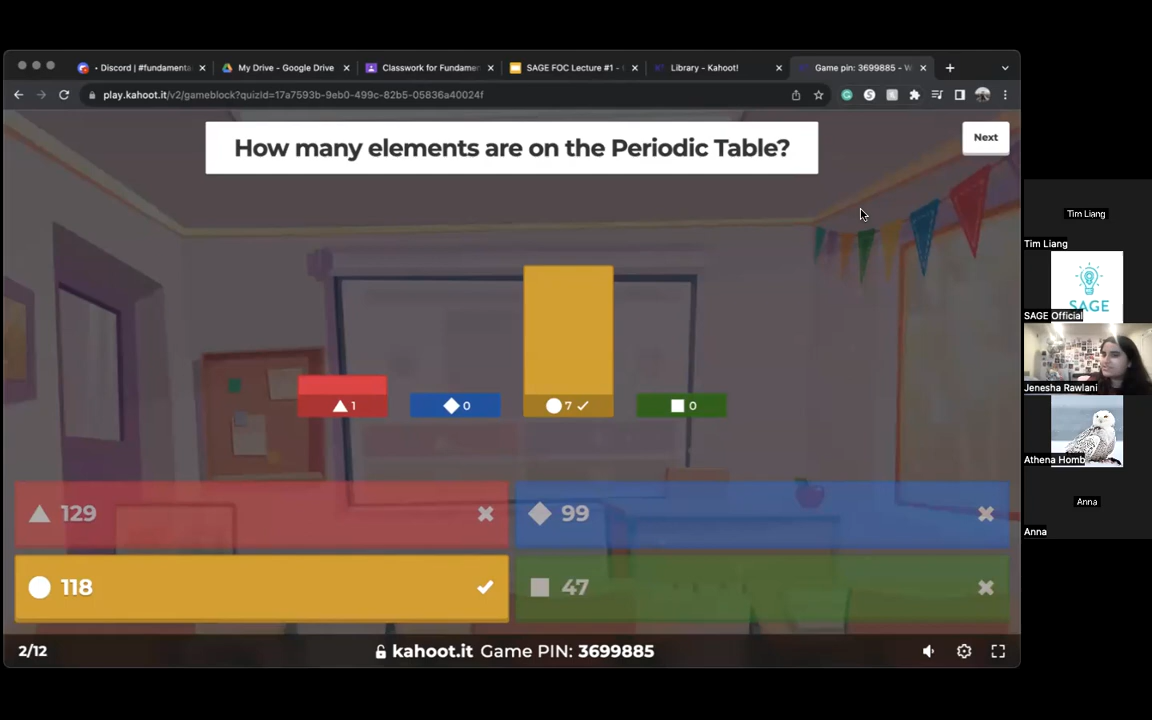 • Discord | #fundamenta
My Drive - Google Drive
Classwork for Fundamen
SAGE FOC Lecture #1 -
Library - Kahoot!
Game pin: 3699885 - W
play.kahoot.it/v2/gameblock?quizId=17a7593b-9eb0-499c-82b5-05836a40024f
How many elements are on the Periodic Table?
Next
1
0
7
0
129
99
118
47
2/12
kahoot.it Game PIN: 3699885
Tim Liang
Tim Liang
SAGE
SAGE Official
Jenesha Rawlani
Athena Homb
Anna
Anna